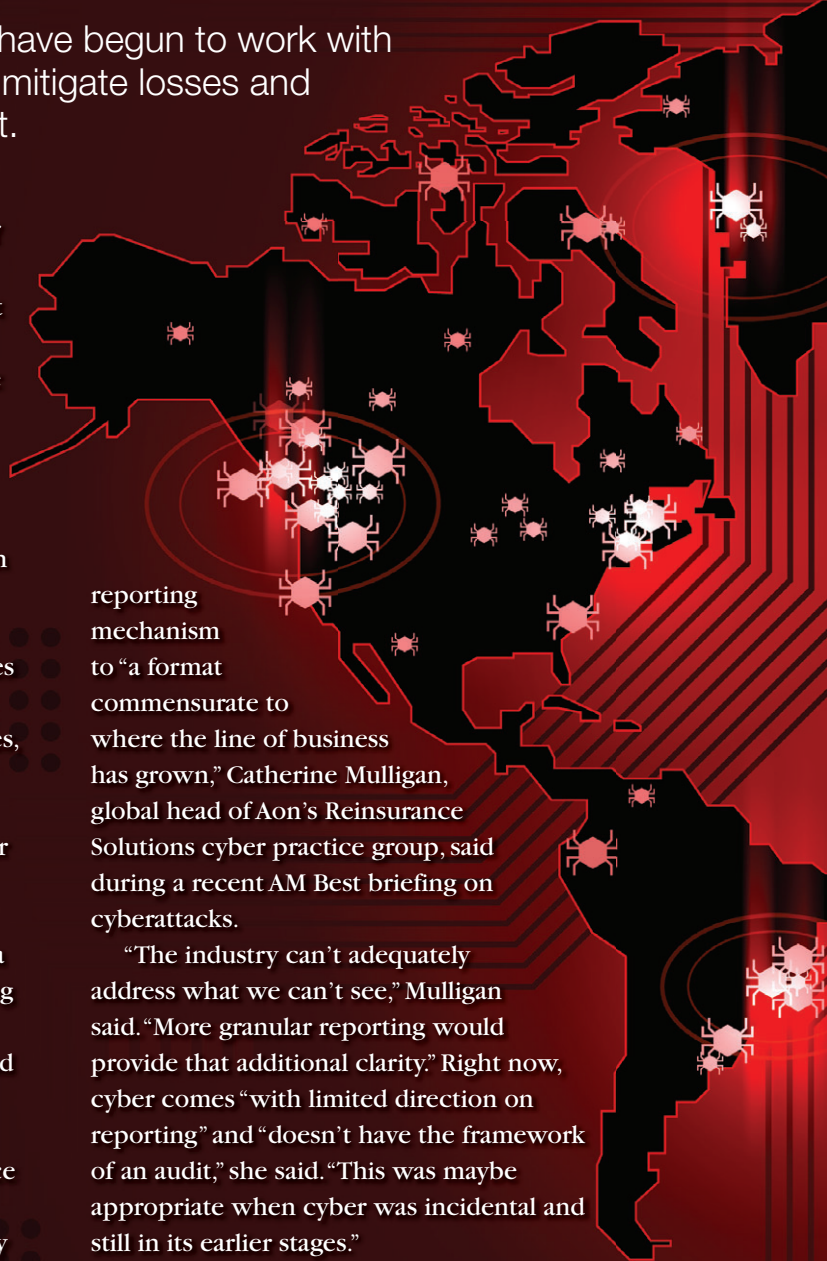 have begun to work with
mitigate losses and
t.
reporting
mechanism
to “a format
commensurate to
where the line of business
has grown,” Catherine Mulligan,
global head of Aon’s Reinsurance
Solutions cyber practice group, said
during a recent AM Best briefing on
cyberattacks.
“The industry can’t adequately
address what we can’t see,” Mulligan
said. “More granular reporting would
provide that additional clarity.” Right now,
cyber comes “with limited direction on
reporting” and “doesn’t have the framework
of an audit,” she said. “This was maybe
appropriate when cyber was incidental and
still in its earlier stages.”